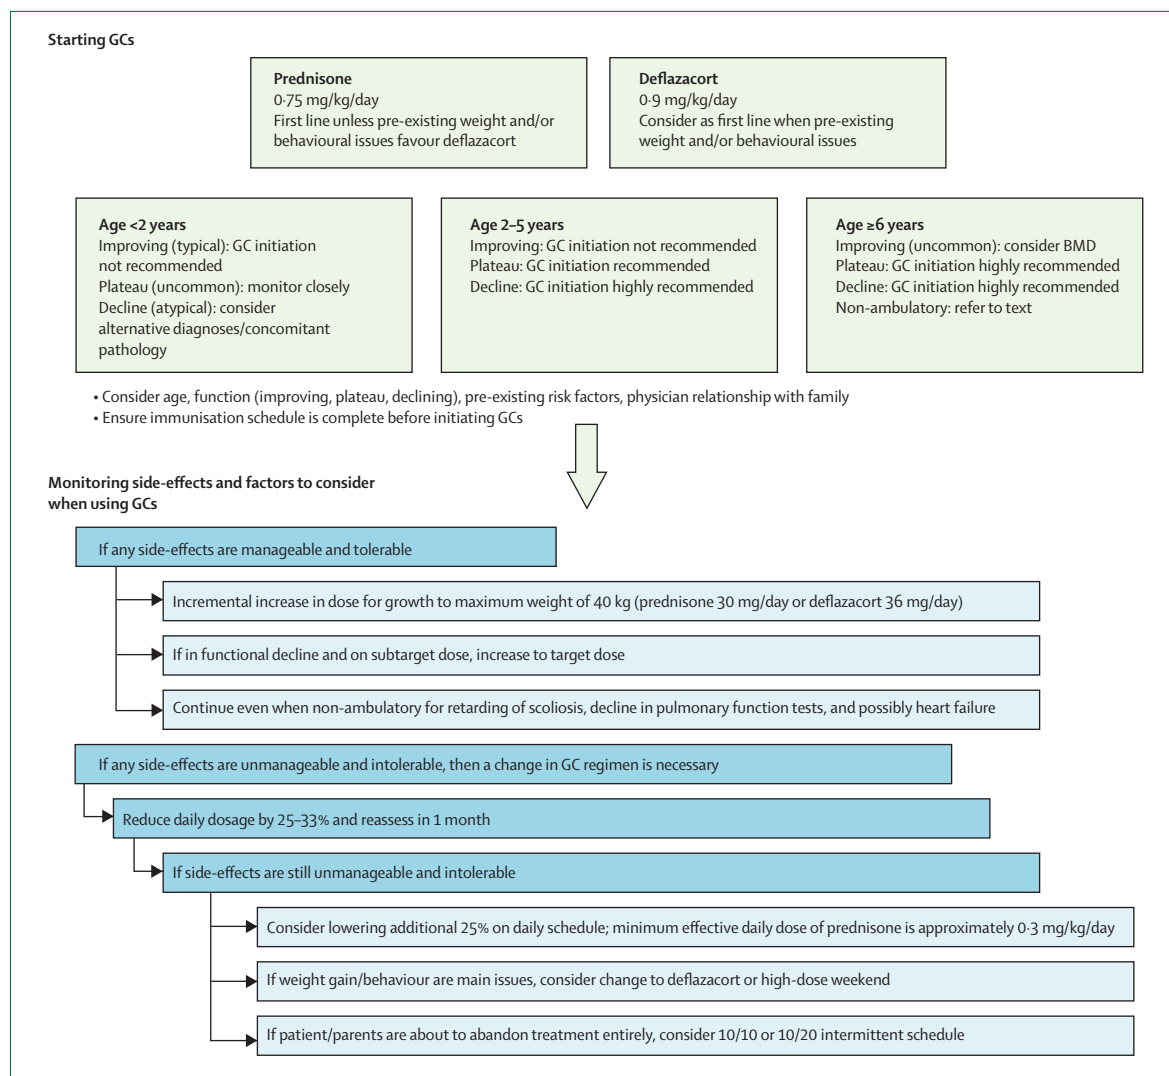 Starting GCs
Prednisone
0·75 mg/kg/day
First line unless pre-existing weight and/or
behavioural issues favour deflazacort
Deflazacort
0·9 mg/kg/day
Consider as first line when pre-existing
weight and/or behavioural issues
Age <2 years
Improving (typical): GC initiation
not recommended
Plateau (uncommon): monitor closely
Decline (atypical): consider
alternative diagnoses/concomitant
pathology
Age 2–5 years
Improving: GC initiation not recommended
Plateau: GC initiation recommended
Decline: GC initiation highly recommended
Age ≥6 years
Improving (uncommon): consider BMD
Plateau: GC initiation highly recommended
Decline: GC initiation highly recommended
Non-ambulatory: refer to text
• Consider age, function (improving, plateau, declining), pre-existing risk factors, physician relationship with family
• Ensure immunisation schedule is complete before initiating GCs
Monitoring side-effects and factors to consider
when using GCs
If any side-effects are manageable and tolerable
Incremental increase in dose for growth to maximum weight of 40 kg (prednisone 30 mg/day or deflazacort 36 mg/day)
If in functional decline and on subtarget dose, increase to target dose
Continue even when non-ambulatory for retarding of scoliosis, decline in pulmonary function tests, and possibly heart failure
If any side-effects are unmanageable and intolerable, then a change in GC regimen is necessary
Reduce daily dosage by 25–33% and reassess in 1 month
If side-effects are still unmanageable and intolerable
Consider lowering additional 25% on daily schedule; minimum effective daily dose of prednisone is approximately 0·3 mg/kg/day
If weight gain/behaviour are main issues, consider change to deflazacort or high-dose weekend
If patient/parents are about to abandon treatment entirely, consider 10/10 or 10/20 intermittent schedule